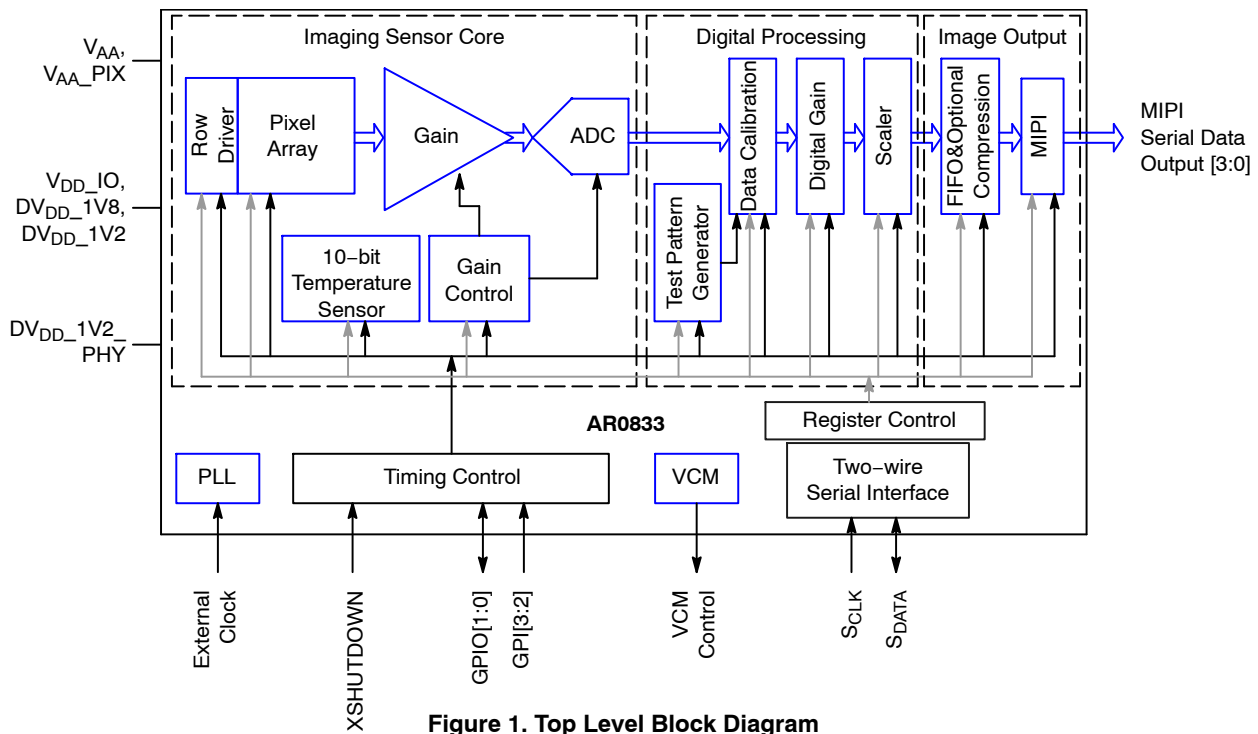 Imaging Sensor Core
Digital Processing
Image Output
VAA,
VAA_PIX
VDD_IO,
DVDD_1V8,
DVDD_1V2
DVDD_1V2_
PHY
Row
Driver
Pixel
Array
Gain
ADC
10−bit
Temperature
Sensor
Gain
Control
Test Pattern
Generator
Data Calibration
Digital Gain
Scaler
FIFO&Optional
Compression
MIPI
MIPI
Serial Data
Output [3:0]
AR0833
Register Control
PLL
Timing Control
VCM
Two−wire
Serial Interface
External
Clock
XSHUTDOWN
GPIO[1:0]
GPI[3:2]
VCM
Control
SCLK
SDATA
Figure 1. Top Level Block Diagram